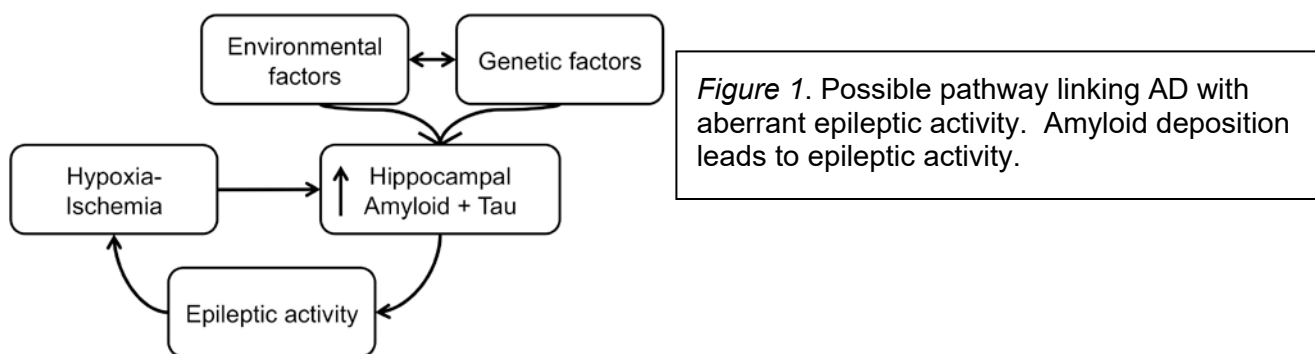 Environmental
factors
Genetic factors
Figure 1. Possible pathway linking AD with
aberrant epileptic activity.  Amyloid deposition
leads to epileptic activity.
Hypoxia-
Ischemia
Hippocampal
Amyloid + Tau
Epileptic activity